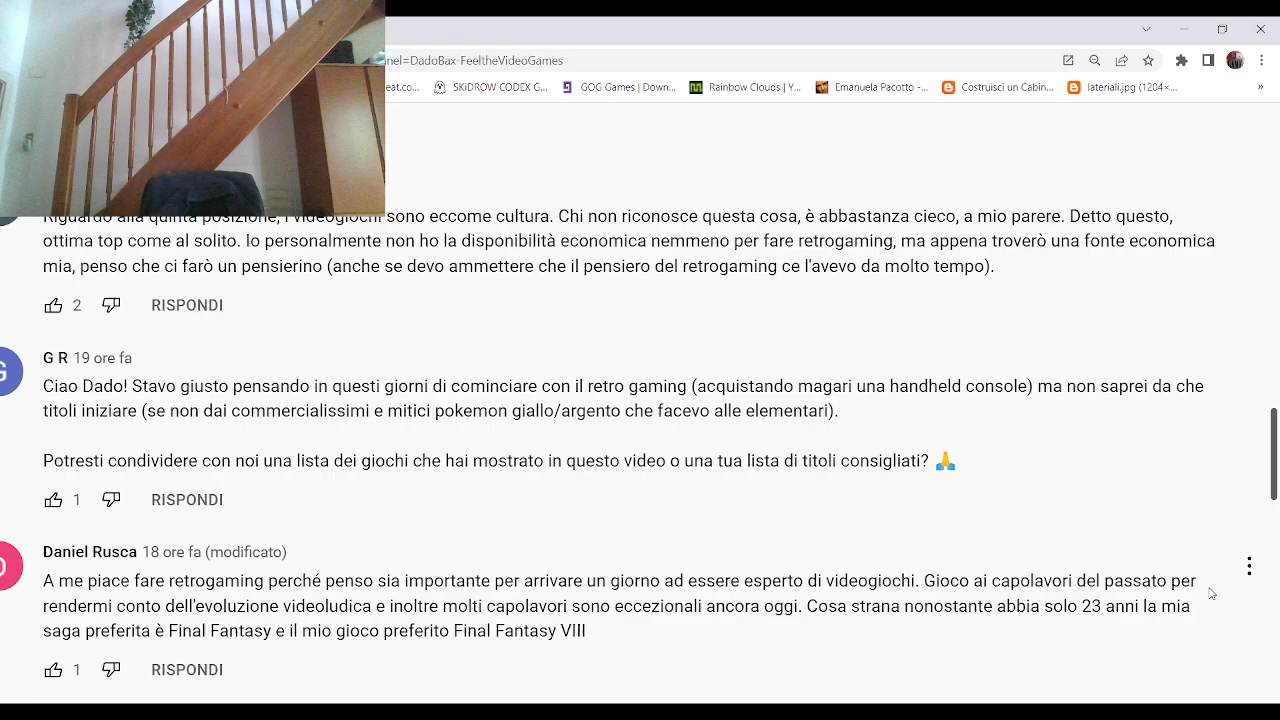 nel=DadoBax-FeeltheVideoGames
eat.co... SKiDROW CODEX G... GOG Games | Down... Rainbow Clouds | Y... Emanuela Pacotto -... Costruisci un Cabin... lateriali.jpg (1204×... »
Riguardo alla quinta posizione, i videogiochi sono eccome cultura. Chi non riconosce questa cosa, è abbastanza cieco, a mio parere. Detto questo,
ottima top come al solito. Io personalmente non ho la disponibilità economica nemmeno per fare retrogaming, ma appena troverò una fonte economica
mia, penso che ci farò un pensierino (anche se devo ammettere che il pensiero del retrogaming ce l'avevo da molto tempo).
2 RISPONDI
G R 19 ore fa
Ciao Dado! Stavo giusto pensando in questi giorni di cominciare con il retro gaming (acquistando magari una handheld console) ma non saprei da che
titoli iniziare (se non dai commercialissimi e mitici pokemon giallo/argento che facevo alle elementari).
Potresti condividere con noi una lista dei giochi che hai mostrato in questo video o una tua lista di titoli consigliati? 🙏
1 RISPONDI
Daniel Rusca 18 ore fa (modificato)
A me piace fare retrogaming perché penso sia importante per arrivare un giorno ad essere esperto di videogiochi. Gioco ai capolavori del passato per
rendermi conto dell'evoluzione videoludica e inoltre molti capolavori sono eccezionali ancora oggi. Cosa strana nonostante abbia solo 23 anni la mia
saga preferita è Final Fantasy e il mio gioco preferito Final Fantasy VIII
1 RISPONDI